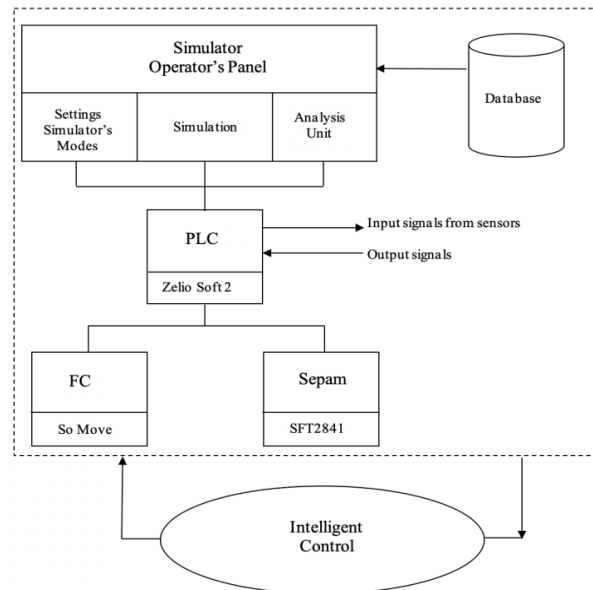 Simulator
Operator's Panel
Database
Settings
Simulator's
Modes
Simulation
Analysis
Unit
PLC
Input signals from sensors
Output signals
Zelio Soft 2
FC
Sepam
So Move
SFT2841
Intelligent
Control